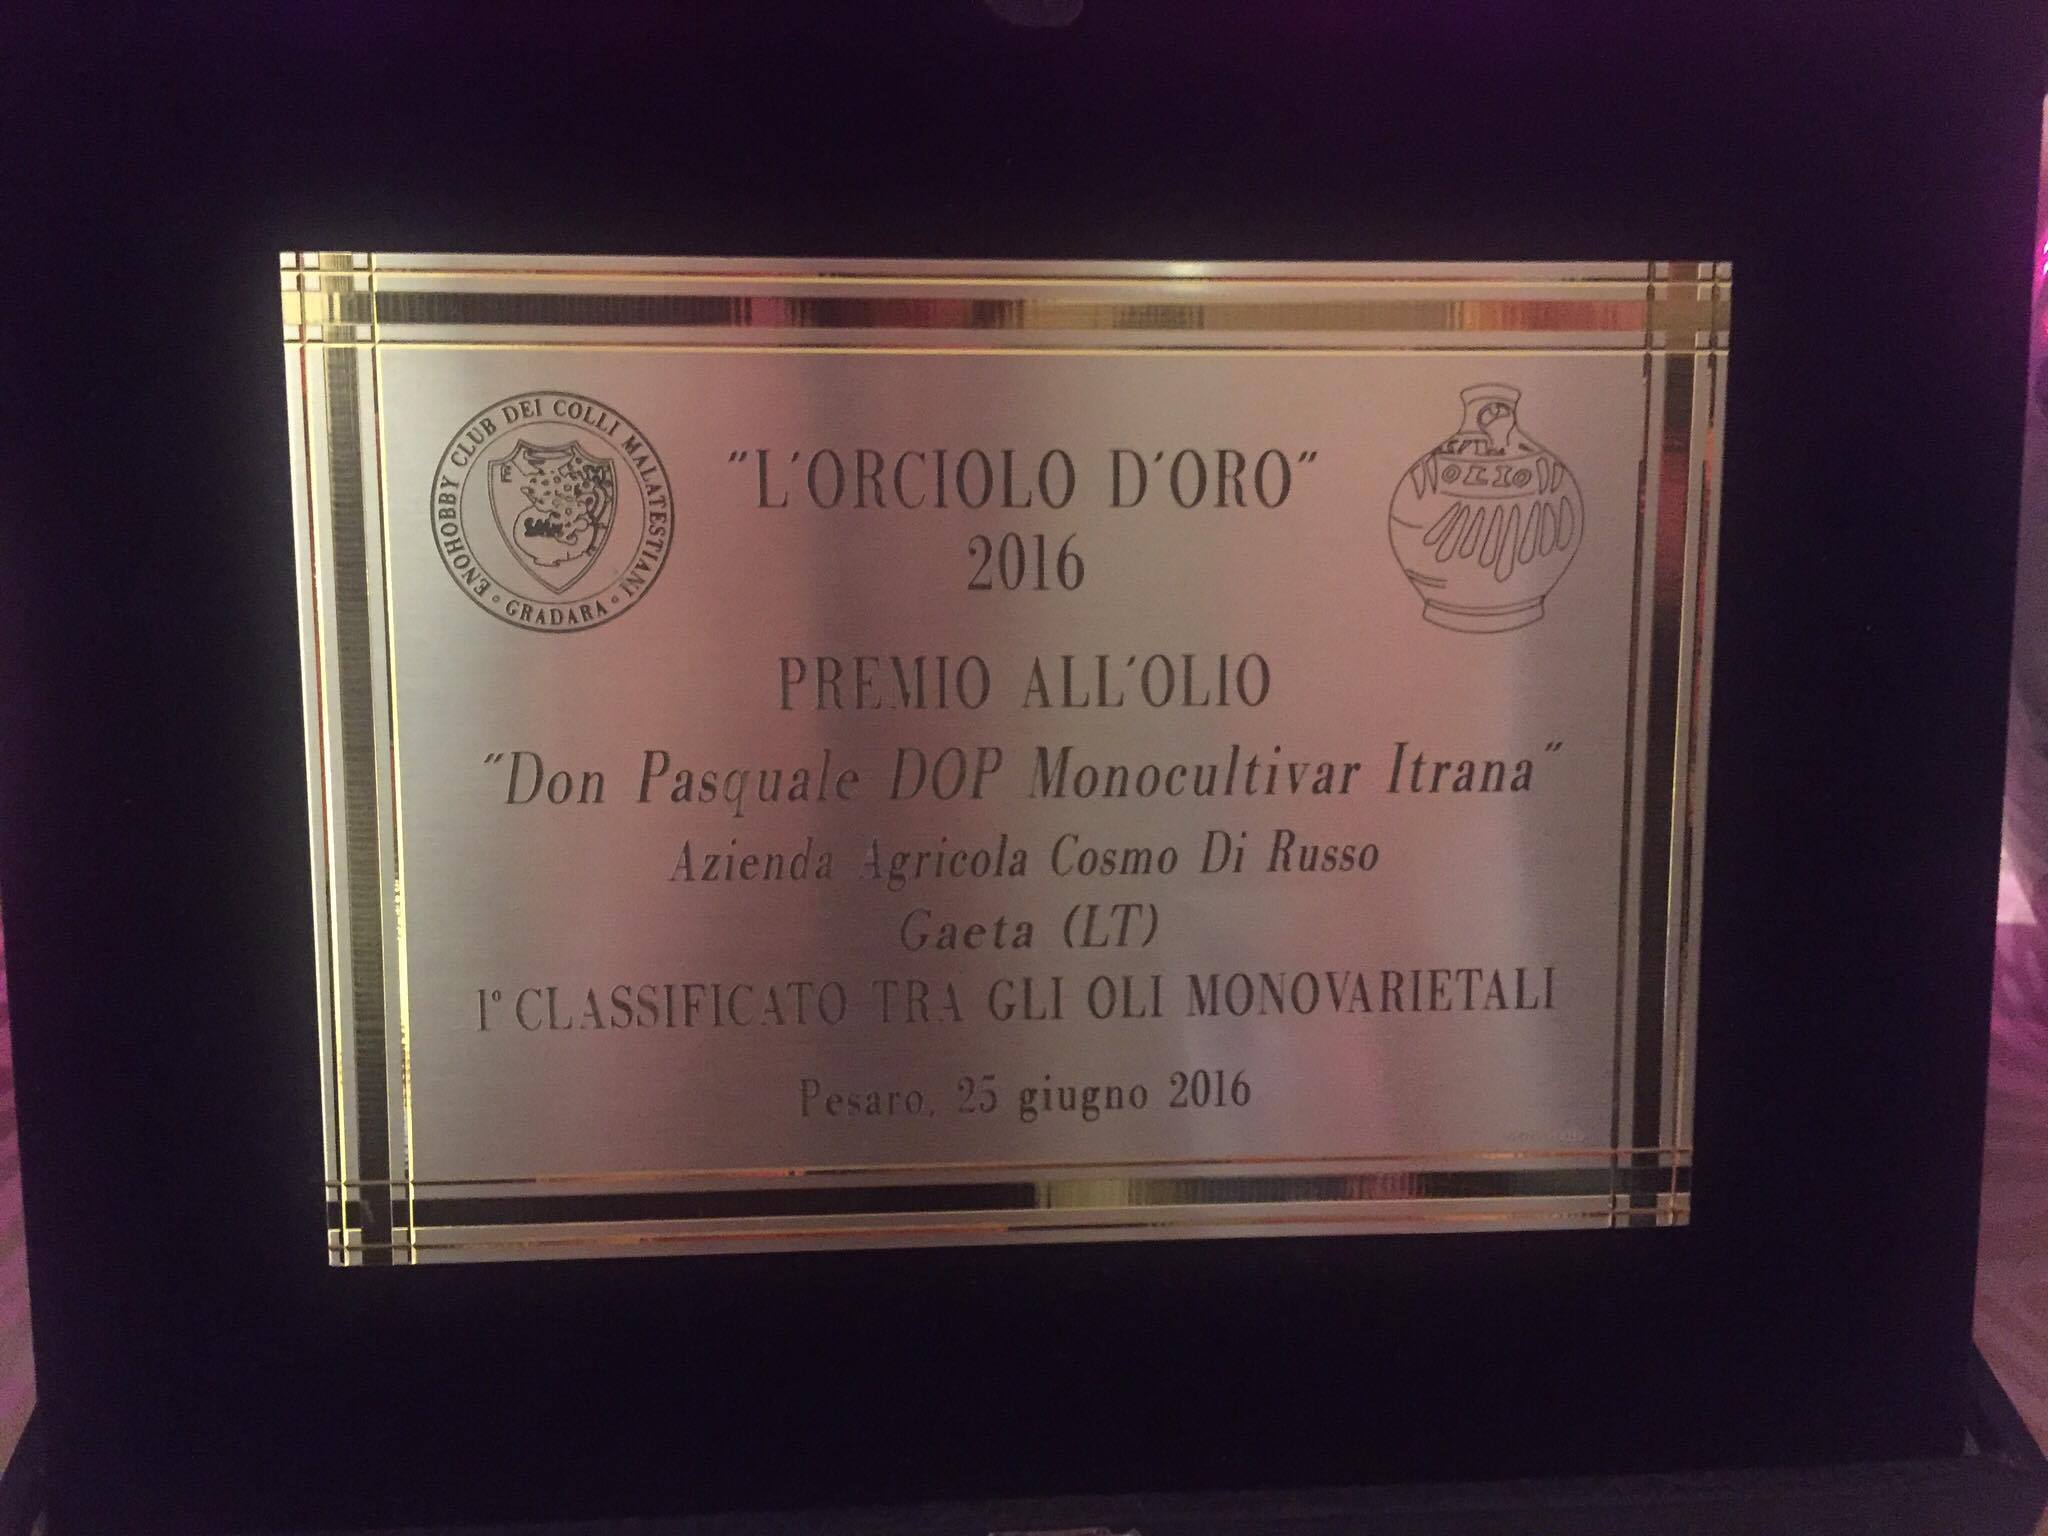 ENOHOBBY CLUB DEI COLLI MALATESTIANI
GRADARA
"L'ORCIOLO D'ORO"
2016
OLIO
PREMIO ALL'OLIO
"Don Pasquale DOP Monocultivar Itrana"
Azienda Agricola Cosmo Di Russo
Gaeta (LT)
1° CLASSIFICATO TRA GLI OLI MONOVARIETALI
Pesaro, 25 giugno 2016